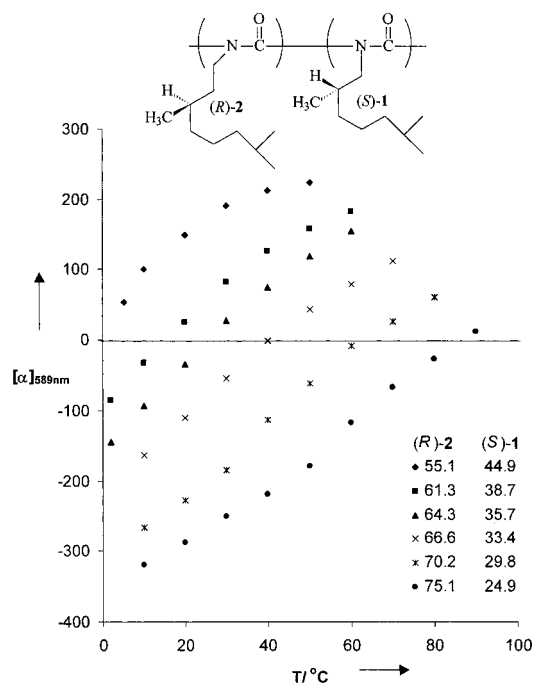 N C O N C O
H (R)-2 H (S)-1
H₃C H₃C
300
200
100
0
[α]589nm
-100
(R)-2 (S)-1
55.1 44.9
61.3 38.7
-200
64.3 35.7
66.6 33.4
-300
70.2 29.8
75.1 24.9
-400
0 20 40 60 80 100
T/ °C